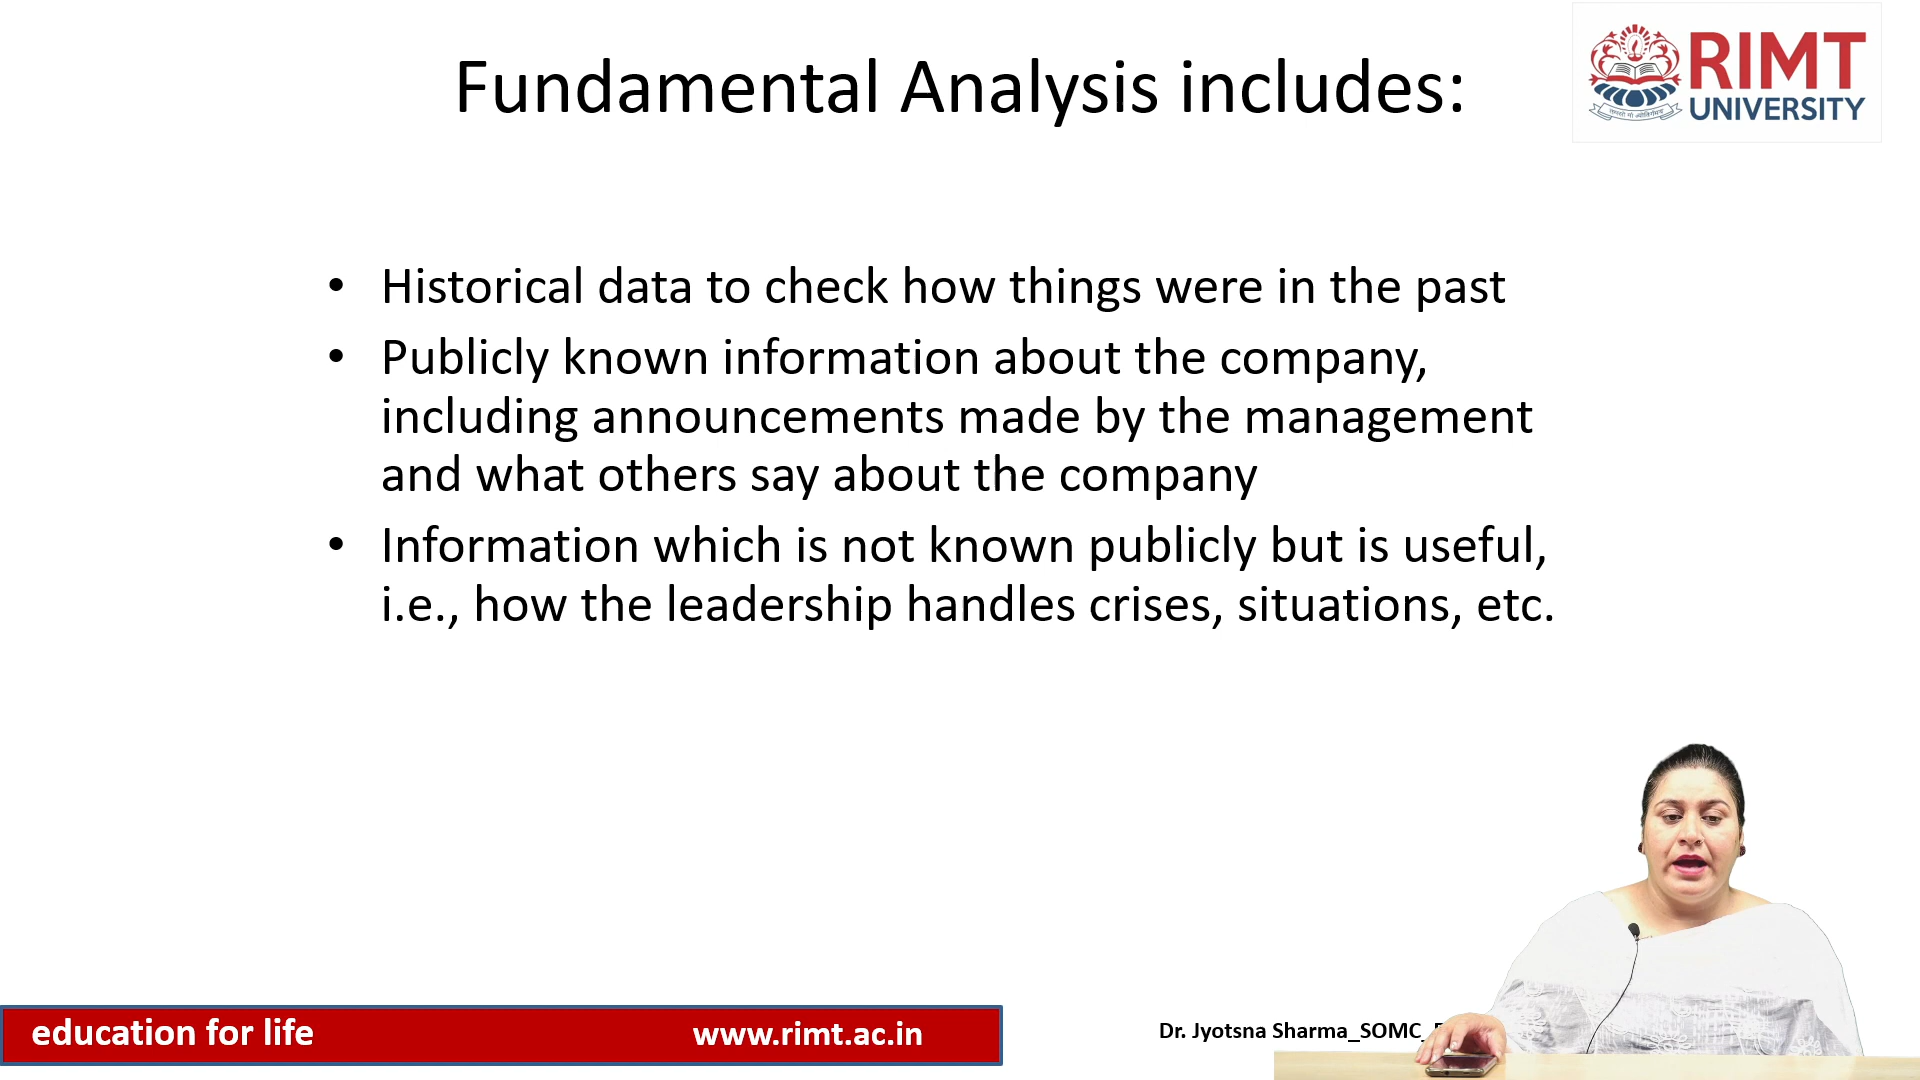 Fundamental Analysis includes:
RIMT
UNIVERSITY
• Historical data to check how things were in the past
• Publicly known information about the company,
including announcements made by the management
and what others say about the company
• Information which is not known publicly but is useful,
i.e., how the leadership handles crises, situations, etc.
education for life
www.rimt.ac.in
Dr. Jyotsna Sharma_SOMC_